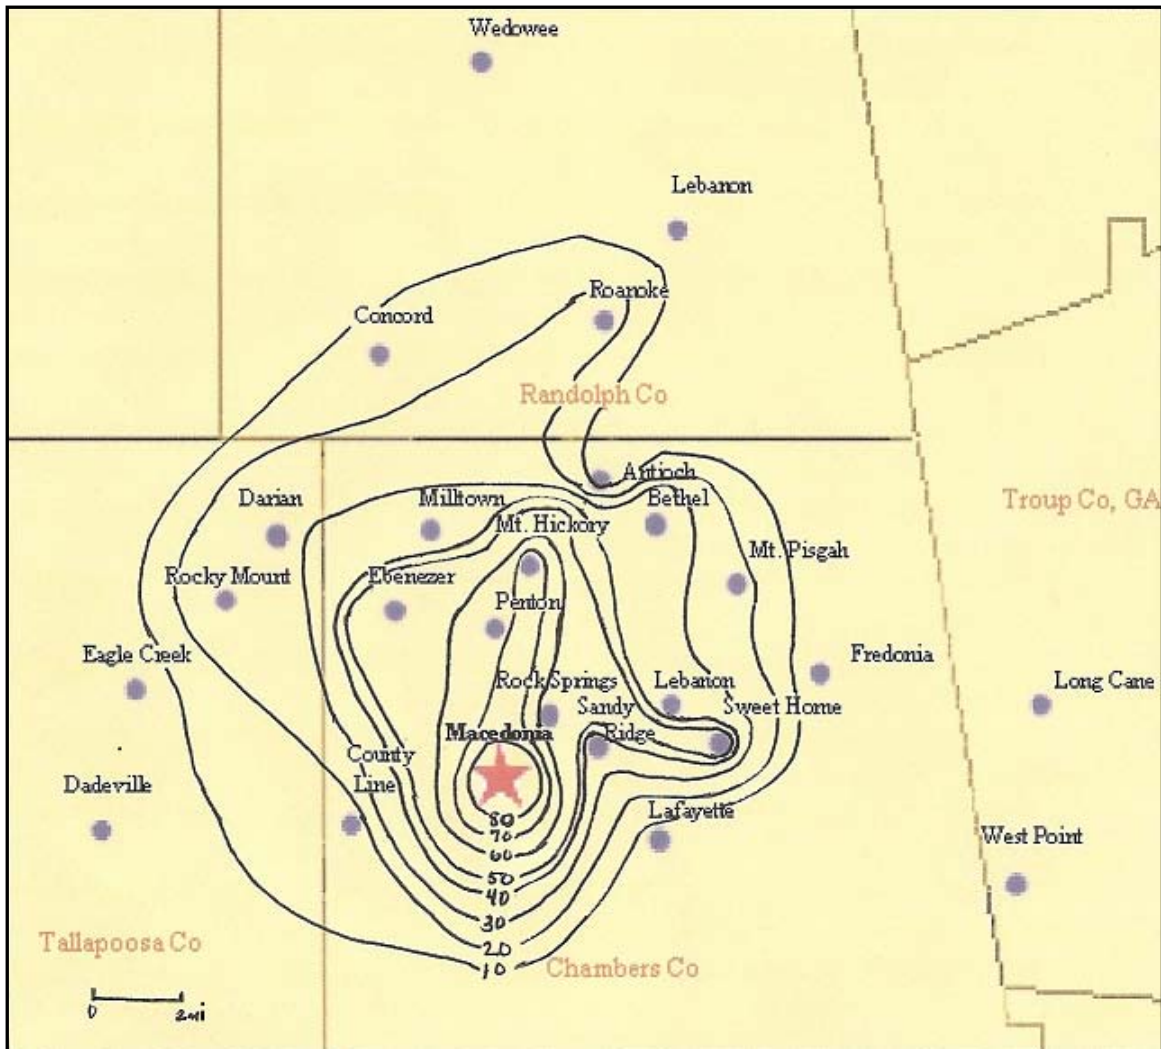 Wedowee
Lebanon
Roanoke
Concord
Randolph Co
Antioch
Darian
Milltown
Bethel
Mt. Hickory
Troup Co, GA
Mt. Pisgah
Rocky Mount
Ebenezer
Penton
Eagle Creek
Fredonia
Rock Springs
Lebanon
Long Cane
Sandy
Ridge
Sweet Home
Macedonia
County
Line
Dadeville
Lafayette
80
70
60
50
40
30
20
10
West Point
Tallapoosa Co
Chambers Co
0 2mi